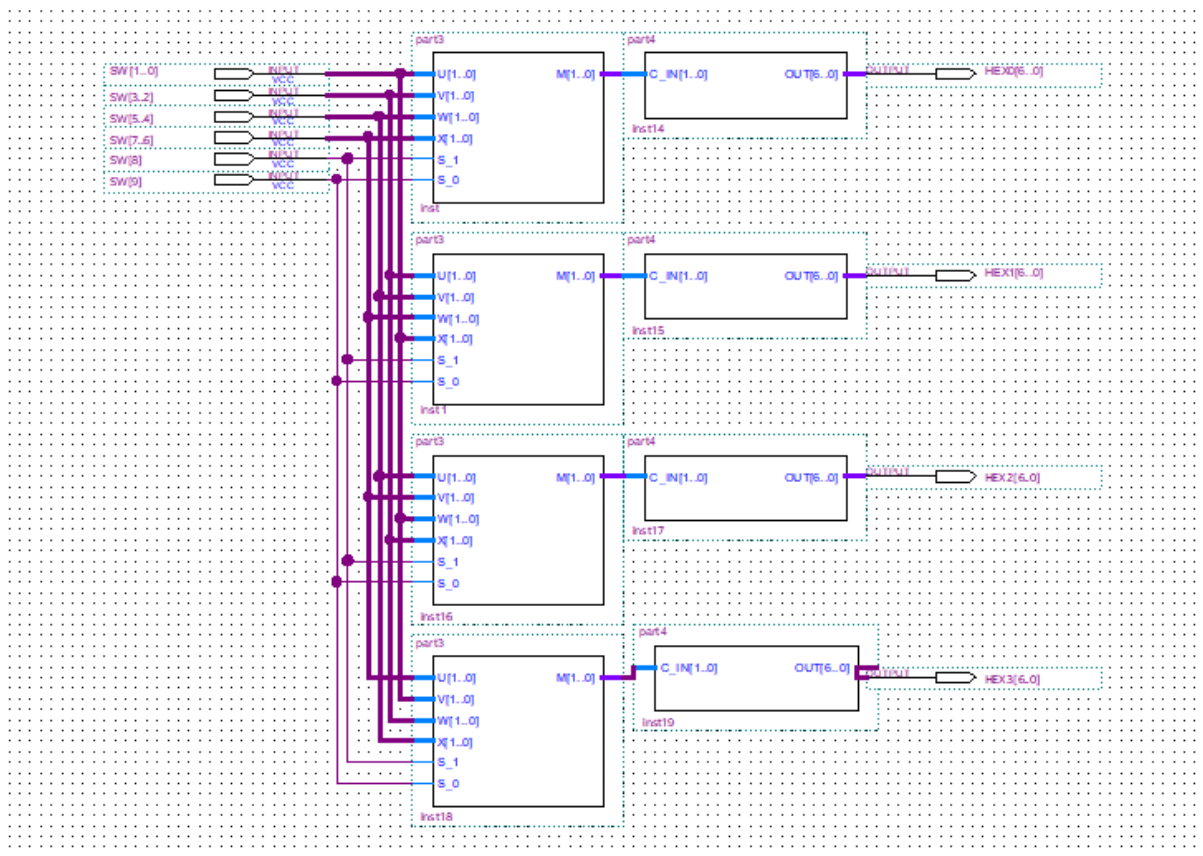 part3 part4
SW[1..0] INPUT VCC U[1..0] M[1..0] C_IN[1..0] OUT[6..0] OUTPUT HEX0[6..0]
SW[3..2] INPUT VCC V[1..0]
SW[5..4] INPUT VCC W[1..0]
inst14
SW[7..6] INPUT VCC X[1..0]
SW[8] INPUT VCC S_1
SW[9] INPUT VCC S_0
inst
part3 part4
U[1..0] M[1..0] C_IN[1..0] OUT[6..0] OUTPUT HEX1[6..0]
V[1..0]
W[1..0]
inst15
X[1..0]
S_1
S_0
inst1
part3 part4
U[1..0] M[1..0] C_IN[1..0] OUT[6..0] OUTPUT HEX2[6..0]
V[1..0]
W[1..0]
inst17
X[1..0]
S_1
S_0
inst16
part4
part3
C_IN[1..0] OUT[6..0]
U[1..0] M[1..0] OUTPUT HEX3[6..0]
V[1..0]
W[1..0]
inst19
X[1..0]
S_1
S_0
inst18